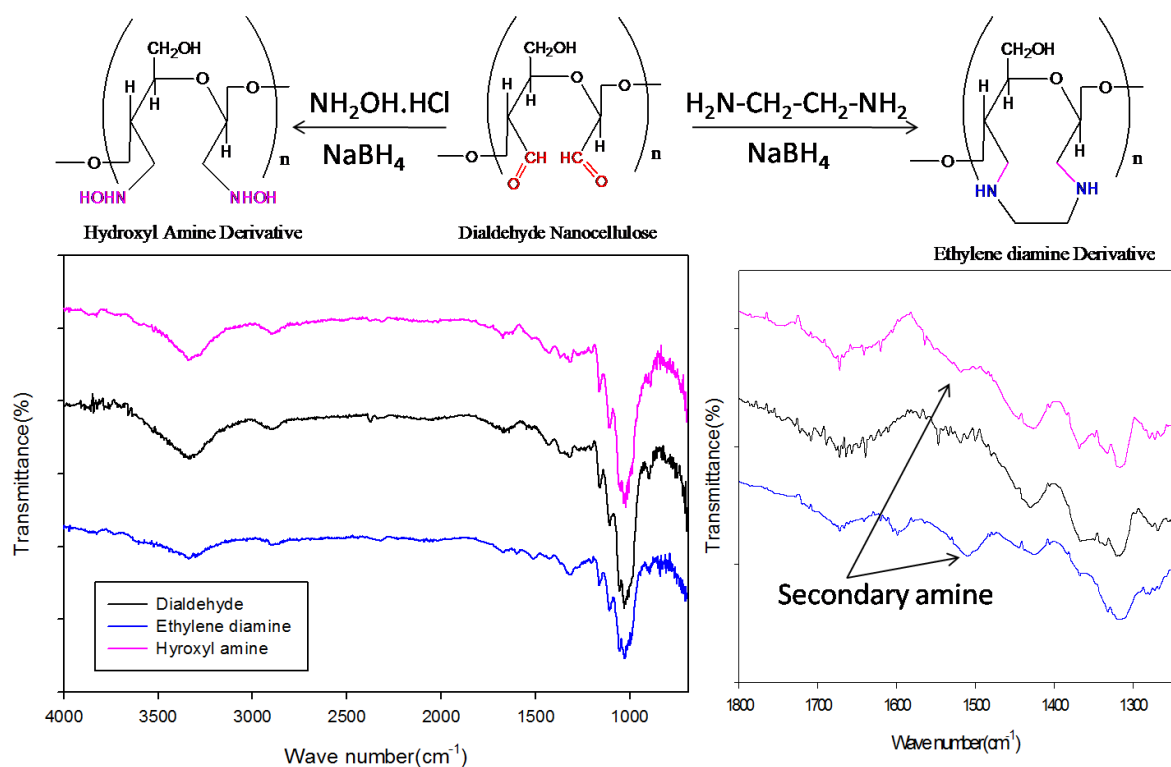 CH₂OH
H
O
O
H
H
O
n
HOHN
NHOH
Hydroxyl Amine Derivative
NH₂OH.HCl
NaBH₄
CH₂OH
H
O
O
H
O
CH
HC
O
O
n
Dialdehyde Nanocellulose
H₂N-CH₂-CH₂-NH₂
NaBH₄
CH₂OH
H
O
O
H
H
O
n
HN
NH
Ethylene diamine Derivative
Transmittance(%)
Dialdehyde
Ethylene diamine
Hyroxyl amine
4000 3500 3000 2500 2000 1500 1000
Wave number(cm⁻¹)
Transmittance(%)
Secondary amine
1800 1700 1600 1500 1400 1300
Wave number(cm⁻¹)